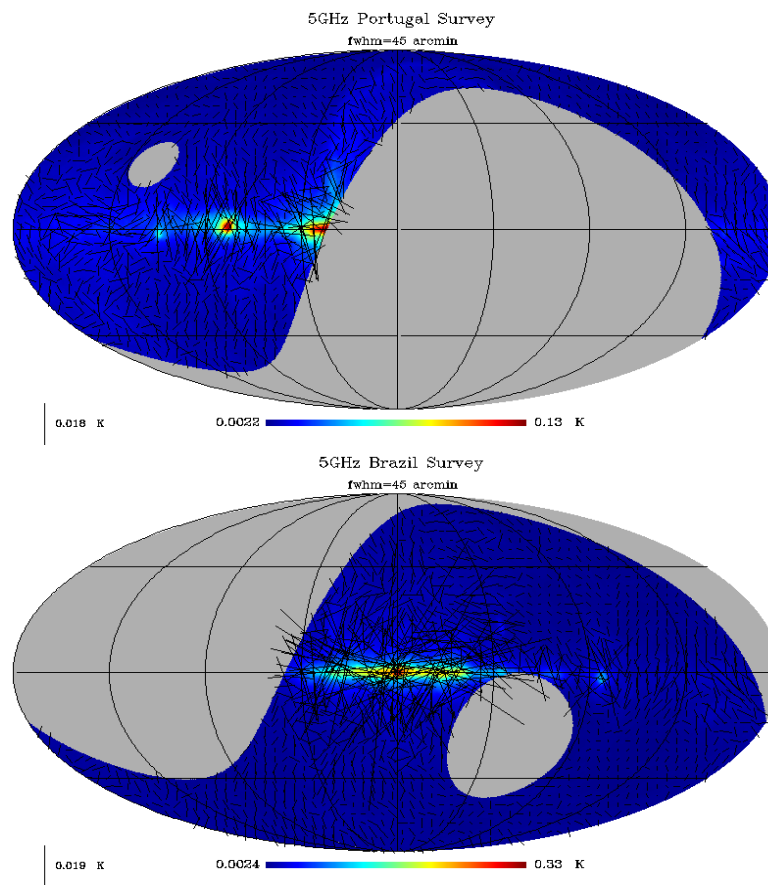 5GHz Portugal Survey
fwhm=45 arcmin
0.018 K 0.0022 0.13 K
5GHz Brazil Survey
fwhm=45 arcmin
0.019 K 0.0024 0.33 K